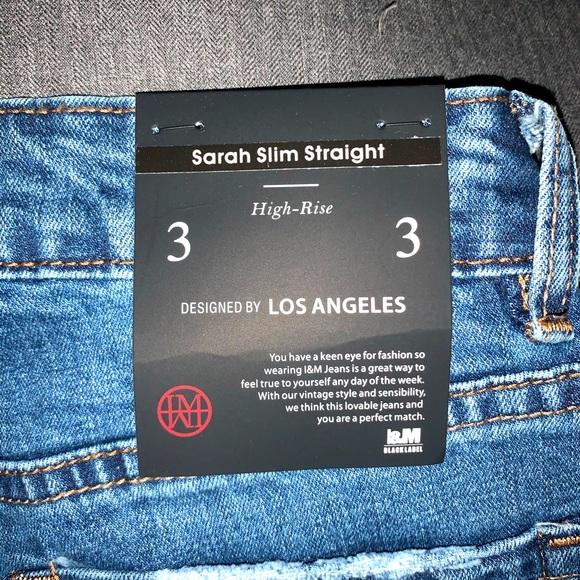 Sarah Slim Straight
High-Rise
3 3
DESIGNED BY LOS ANGELES
You have a keen eye for fashion so
wearing I&M Jeans is a great way to
feel true to yourself any day of the week.
With our vintage style and sensibility,
we think this lovable jeans and
you are a perfect match.
I&M
BLACK LABEL